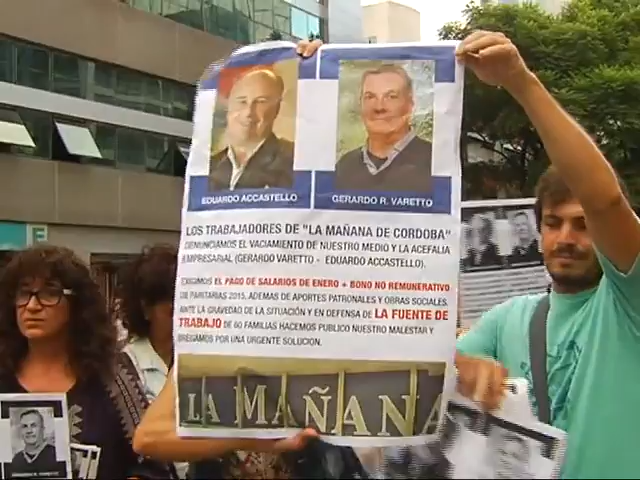 EDUARDO ACCASTELLO
GERARDO R. VARETTO
LOS TRABAJADORES DE "LA MAÑANA DE CORDOBA"
DENUNCIAMOS EL VACIAMIENTO DE NUESTRO MEDIO Y LA ACEFALIA
EMPRESARIAL (GERARDO VARETTO - EDUARDO ACCASTELLO).
EXIGIMOS EL PAGO DE SALARIOS DE ENERO + BONO NO REMUNERATIVO
DE PARITARIAS 2015, ADEMAS DE APORTES PATRONALES Y OBRAS SOCIALES.
ANTE LA GRAVEDAD DE LA SITUACIÓN Y EN DEFENSA DE LA FUENTE DE
TRABAJO DE 60 FAMILIAS HACEMOS PUBLICO NUESTRO MALESTAR Y
BREGAMOS POR UNA URGENTE SOLUCION.
LA MAÑANA
E